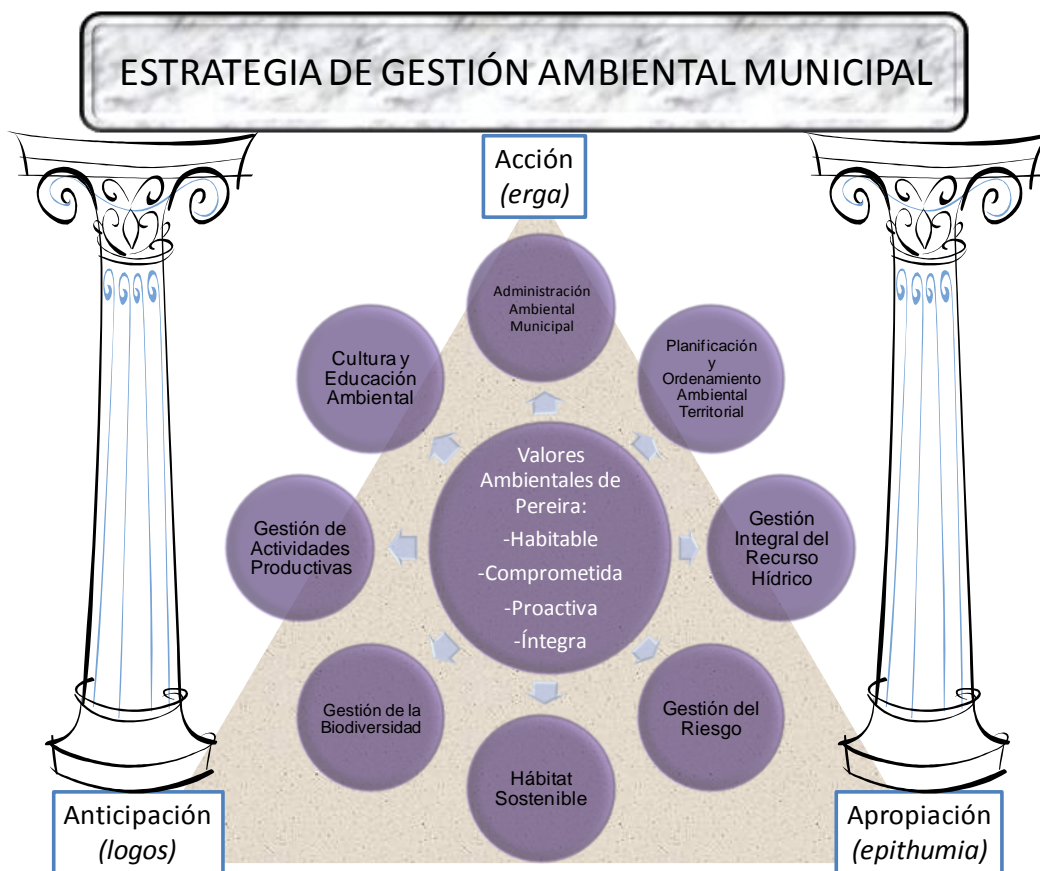 ESTRATEGIA DE GESTIÓN AMBIENTAL MUNICIPAL
Acción
(erga)
Administración
Ambiental
Municipal
Planificación
y
Ordenamiento
Ambiental
Territorial
Gestión
Integral del
Recurso
Hídrico
Gestión del
Riesgo
Hábitat
Sostenible
Gestión de la
Biodiversidad
Gestión de
Actividades
Productivas
Cultura y
Educación
Ambiental
Valores
Ambientales de
Pereira:
-Habitable
-Comprometida
-Proactiva
-Íntegra
Anticipación
(logos)
Apropiación
(epithumia)